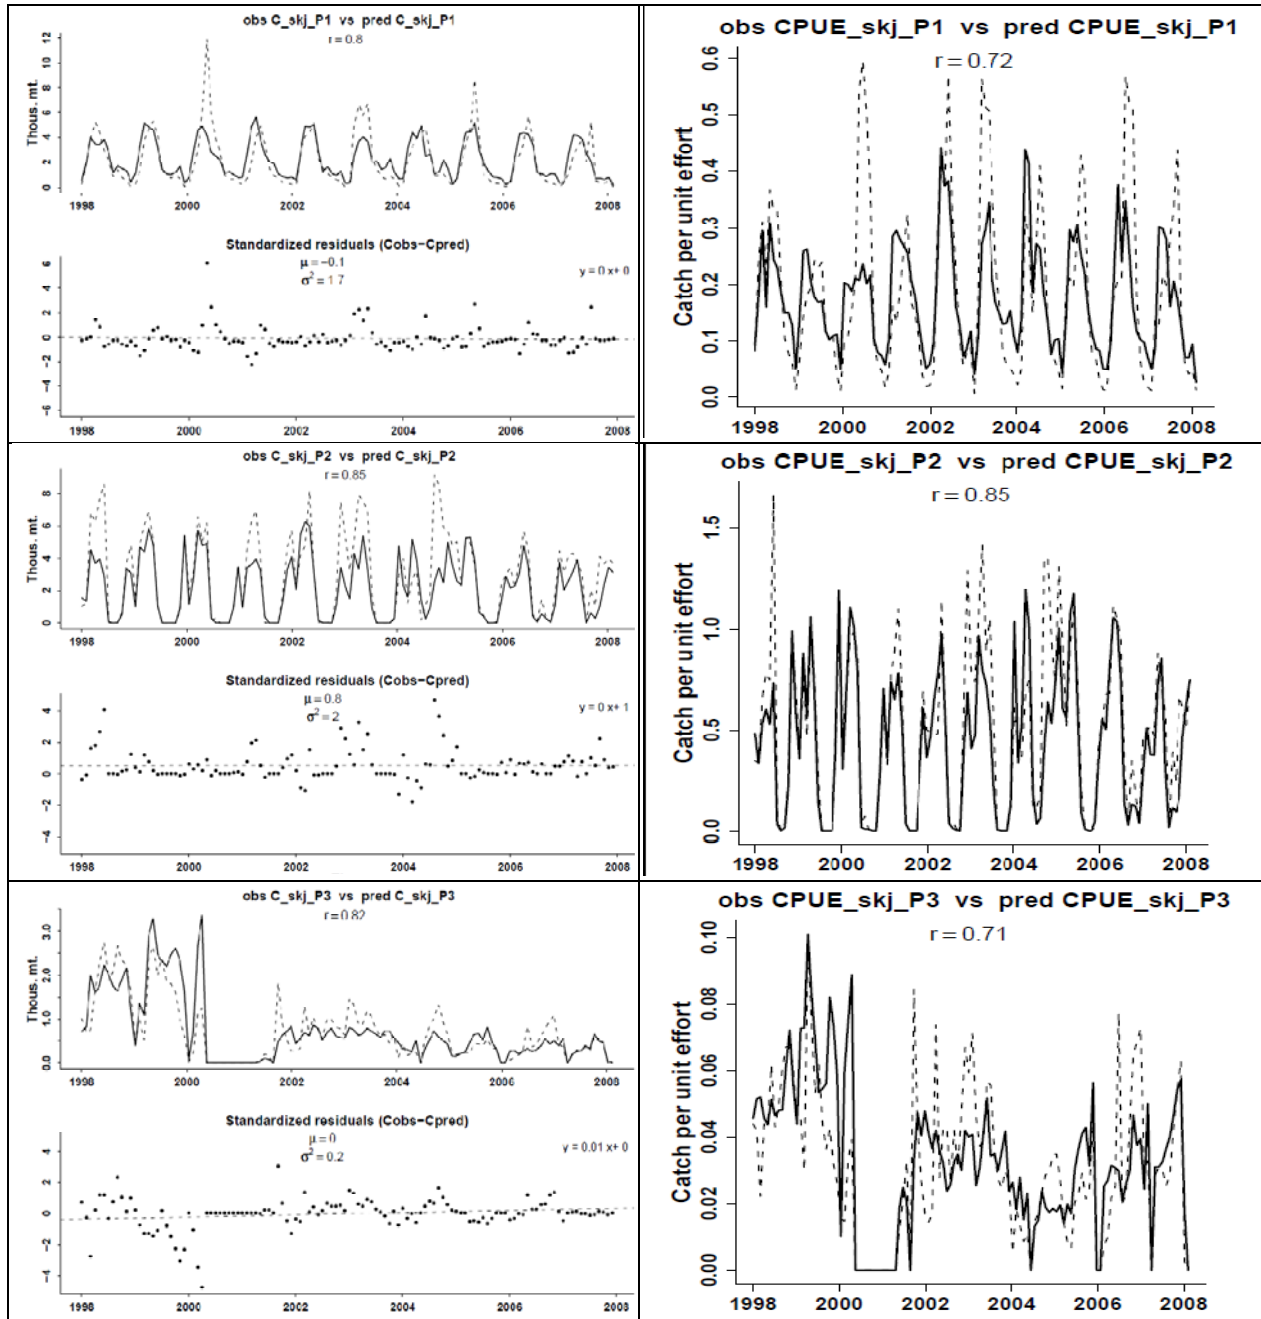 obs C_skj_P1 vs pred C_skj_P1
r = 0.8
Thous. mt.
12
10
8
6
4
2
0
1998 2000 2002 2004 2006 2008
Standardized residuals (Cobs−Cpred)
μ = −0.1
σ² = 1.7
y = 0 x + 0
6
4
2
0
−2
−4
−6
1998 2000 2002 2004 2006 2008
obs CPUE_skj_P1 vs pred CPUE_skj_P1
r = 0.72
Catch per unit effort
0.6
0.5
0.4
0.3
0.2
0.1
0.0
1998 2000 2002 2004 2006 2008
obs C_skj_P2 vs pred C_skj_P2
r = 0.85
Thous. mt.
8
6
4
2
0
1998 2000 2002 2004 2006 2008
Standardized residuals (Cobs−Cpred)
μ = 0.8
σ² = 2
y = 0 x + 1
4
2
0
−2
−4
1998 2000 2002 2004 2006 2008
obs CPUE_skj_P2 vs pred CPUE_skj_P2
r = 0.85
Catch per unit effort
1.5
1.0
0.5
0.0
1998 2000 2002 2004 2006 2008
obs C_skj_P3 vs pred C_skj_P3
r = 0.82
Thous. mt.
3.0
2.0
1.0
0.0
1998 2000 2002 2004 2006 2008
Standardized residuals (Cobs−Cpred)
μ = 0
σ² = 0.2
y = 0.01 x + 0
4
2
0
−2
−4
1998 2000 2002 2004 2006 2008
obs CPUE_skj_P3 vs pred CPUE_skj_P3
r = 0.71
Catch per unit effort
0.10
0.08
0.06
0.04
0.02
0.00
1998 2000 2002 2004 2006 2008